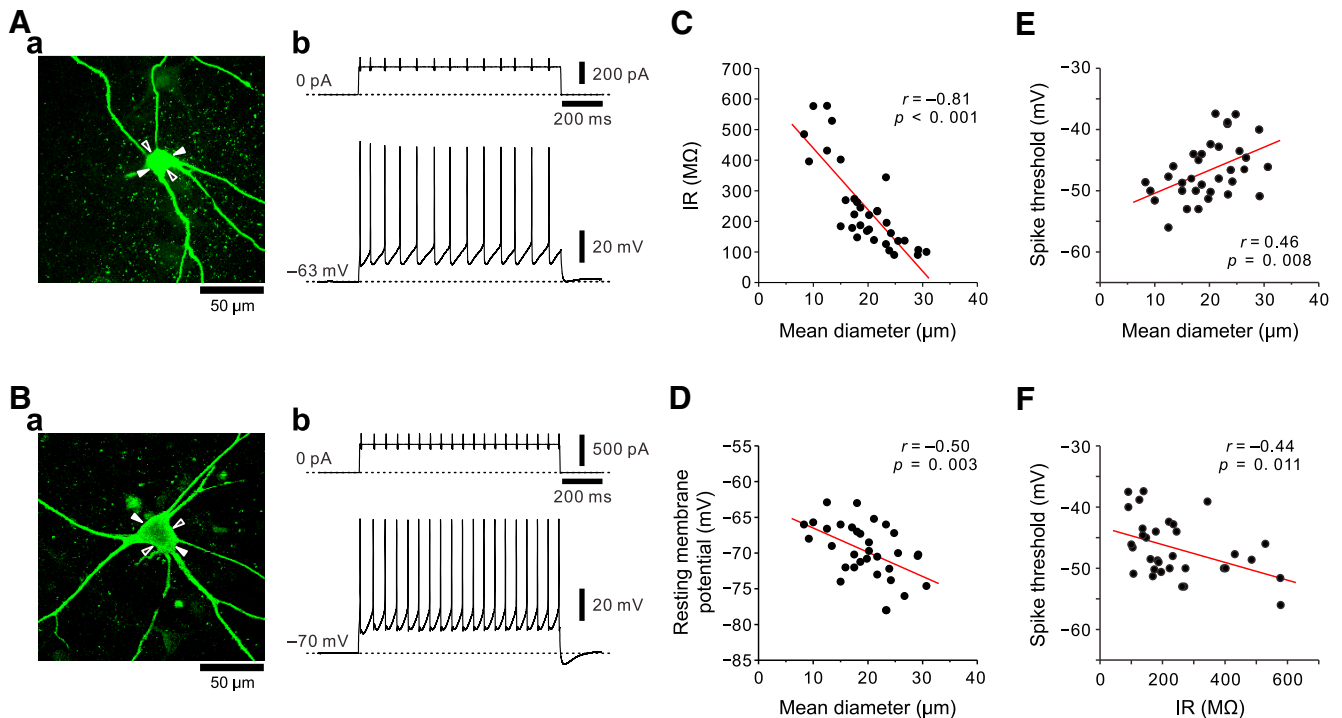 A
a
50 µm
b
0 pA
200 pA
200 ms
−63 mV
20 mV
B
a
50 µm
b
0 pA
500 pA
200 ms
−70 mV
20 mV
C
IR (MΩ)
700
600
500
400
300
200
100
0
0 10 20 30 40
Mean diameter (µm)
r = −0.81
p < 0.001
D
Resting membrane
potential (mV)
−55
−60
−65
−70
−75
−80
−85
0 10 20 30 40
Mean diameter (µm)
r = −0.50
p = 0.003
E
Spike threshold (mV)
−30
−40
−50
−60
0 10 20 30 40
Mean diameter (µm)
r = 0.46
p = 0.008
F
Spike threshold (mV)
−30
−40
−50
−60
0 200 400 600
IR (MΩ)
r = −0.44
p = 0.011